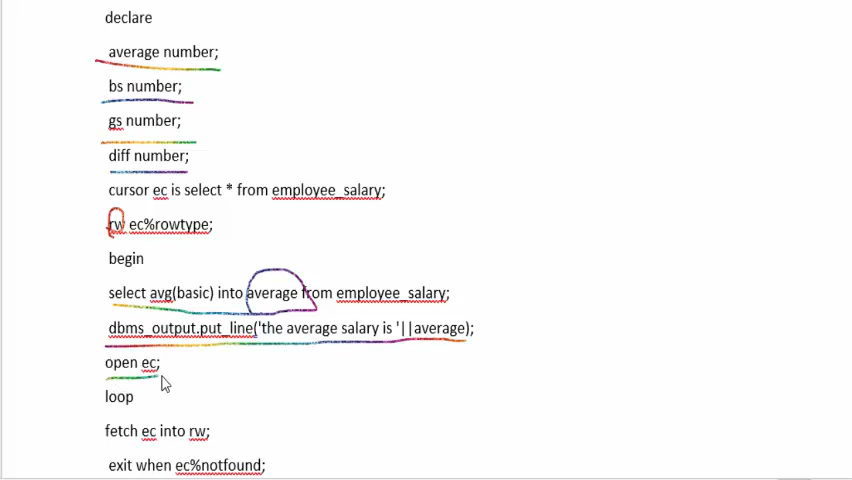 declare
average number;
bs number;
gs number;
diff number;
cursor ec is select * from employee_salary;
rw ec%rowtype;
begin
select avg(basic) into average from employee_salary;
dbms_output.put_line('the average salary is '||average);
open ec;
loop
fetch ec into rw;
exit when ec%notfound;